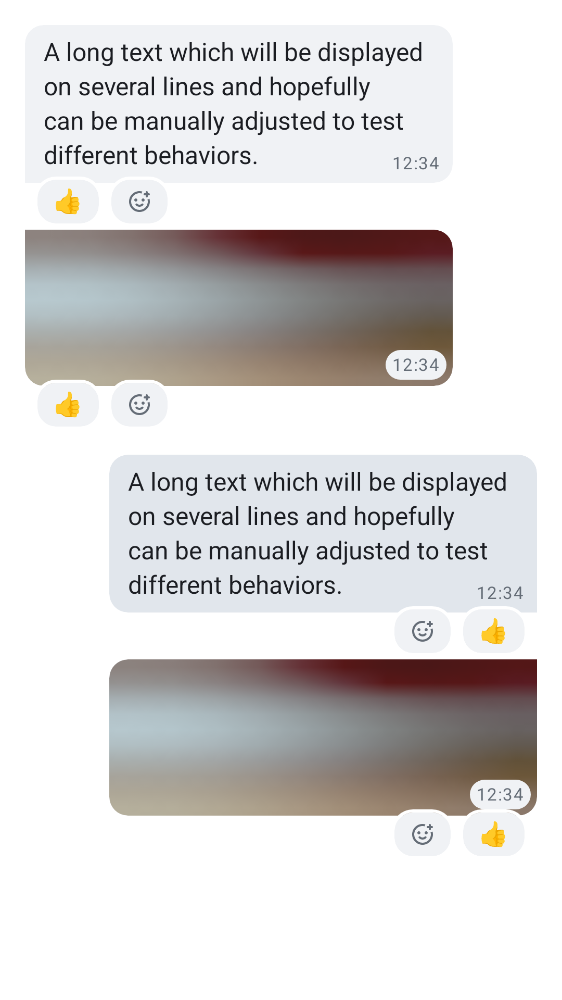 A long text which will be displayed
on several lines and hopefully
can be manually adjusted to test
different behaviors.
12:34
12:34
A long text which will be displayed
on several lines and hopefully
can be manually adjusted to test
different behaviors.
12:34
12:34